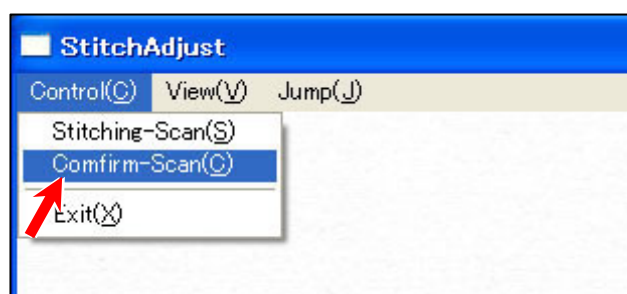 StitchAdjust
Control(C) View(V) Jump(J)
Stitching-Scan(S)
Comfirm-Scan(C)
Exit(X)